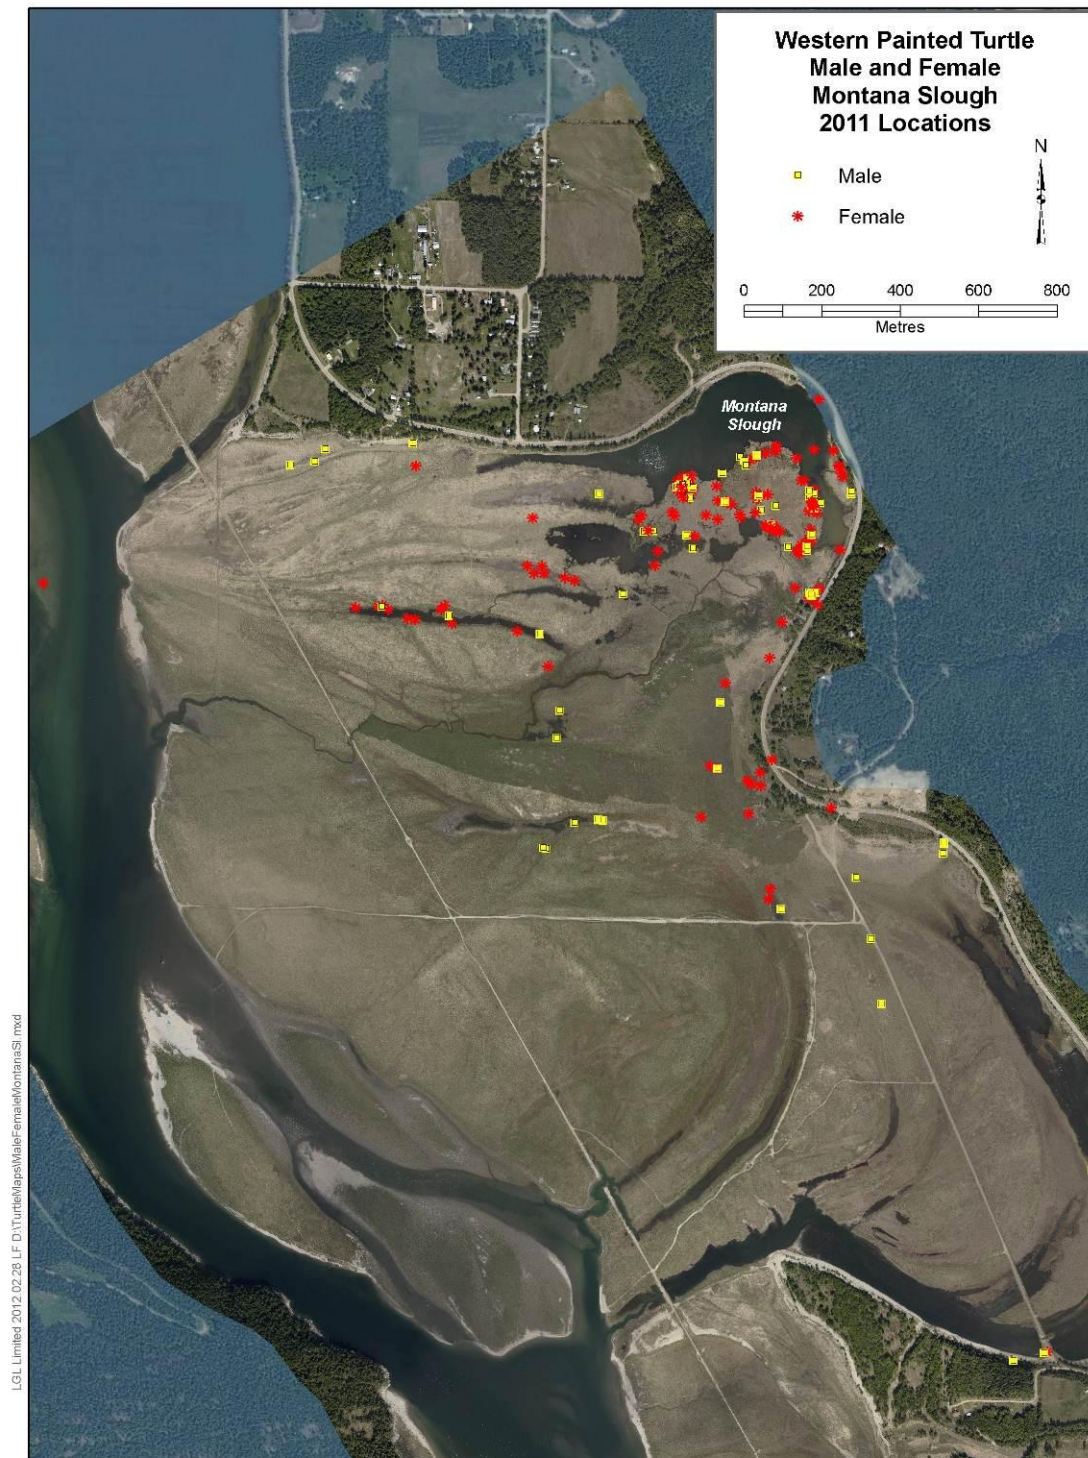 Western Painted Turtle
Male and Female
Montana Slough
2011 Locations
N
Male
Female
0 200 400 600 800
Metres
Montana
Slough
LGL Limited 2012.02.28 LF D:\TurtleMaps\MaleFemaleMontanaSl.mxd